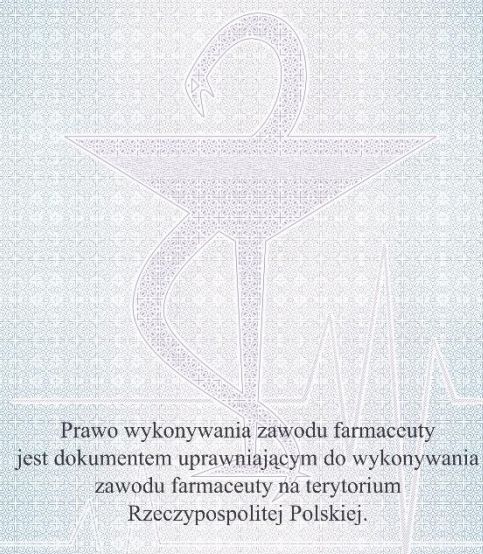 Prawo wykonywania zawodu farmaceuty
jest dokumentem uprawniającym do wykonywania
zawodu farmaceuty na terytorium
Rzeczypospolitej Polskiej.